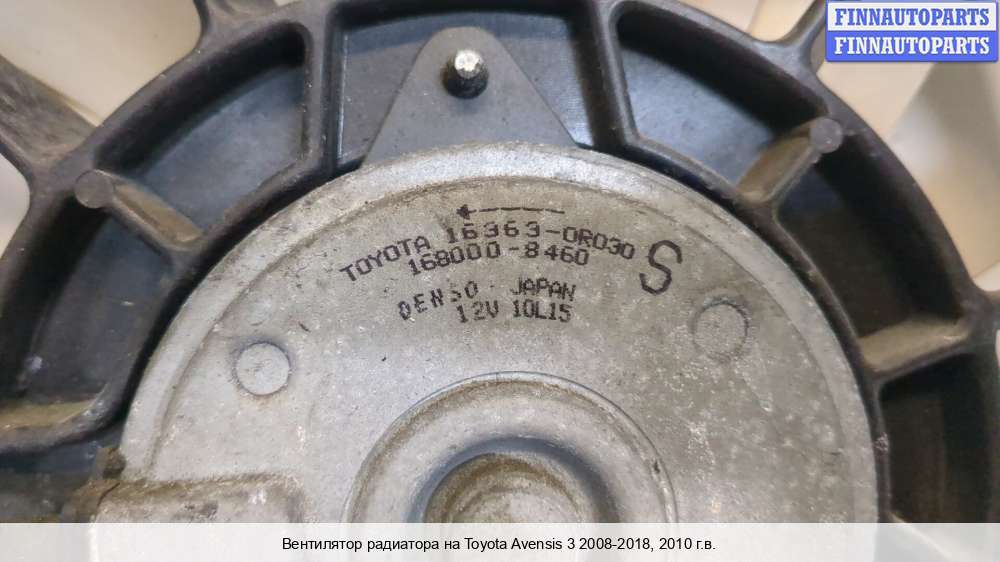 FINNAUTOPARTS
FINNAUTOPARTS
TOYOTA 16363-0R030
168000-8460 S
DENSO JAPAN
12V 10L15
Вентилятор радиатора на Toyota Avensis 3 2008-2018, 2010 г.в.